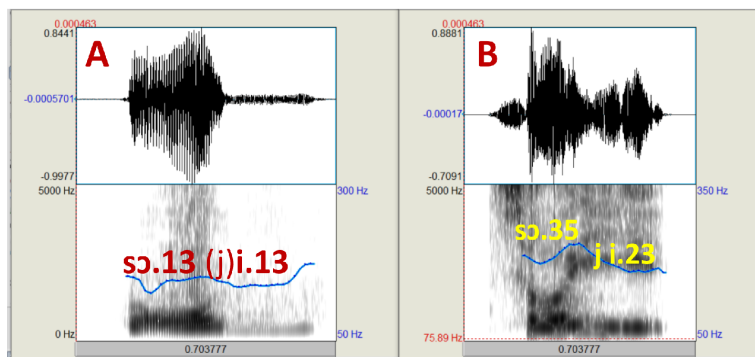 0.000463
0.8441
A
-0.0005701
-0.9977
5000 Hz
300 Hz
sɔ.13 (j)i.13
0 Hz
50 Hz
0.703777
0.000463
0.8881
B
-0.00017
-0.7091
5000 Hz
350 Hz
sɔ.35
j i.23
75.89 Hz
50 Hz
0.703777